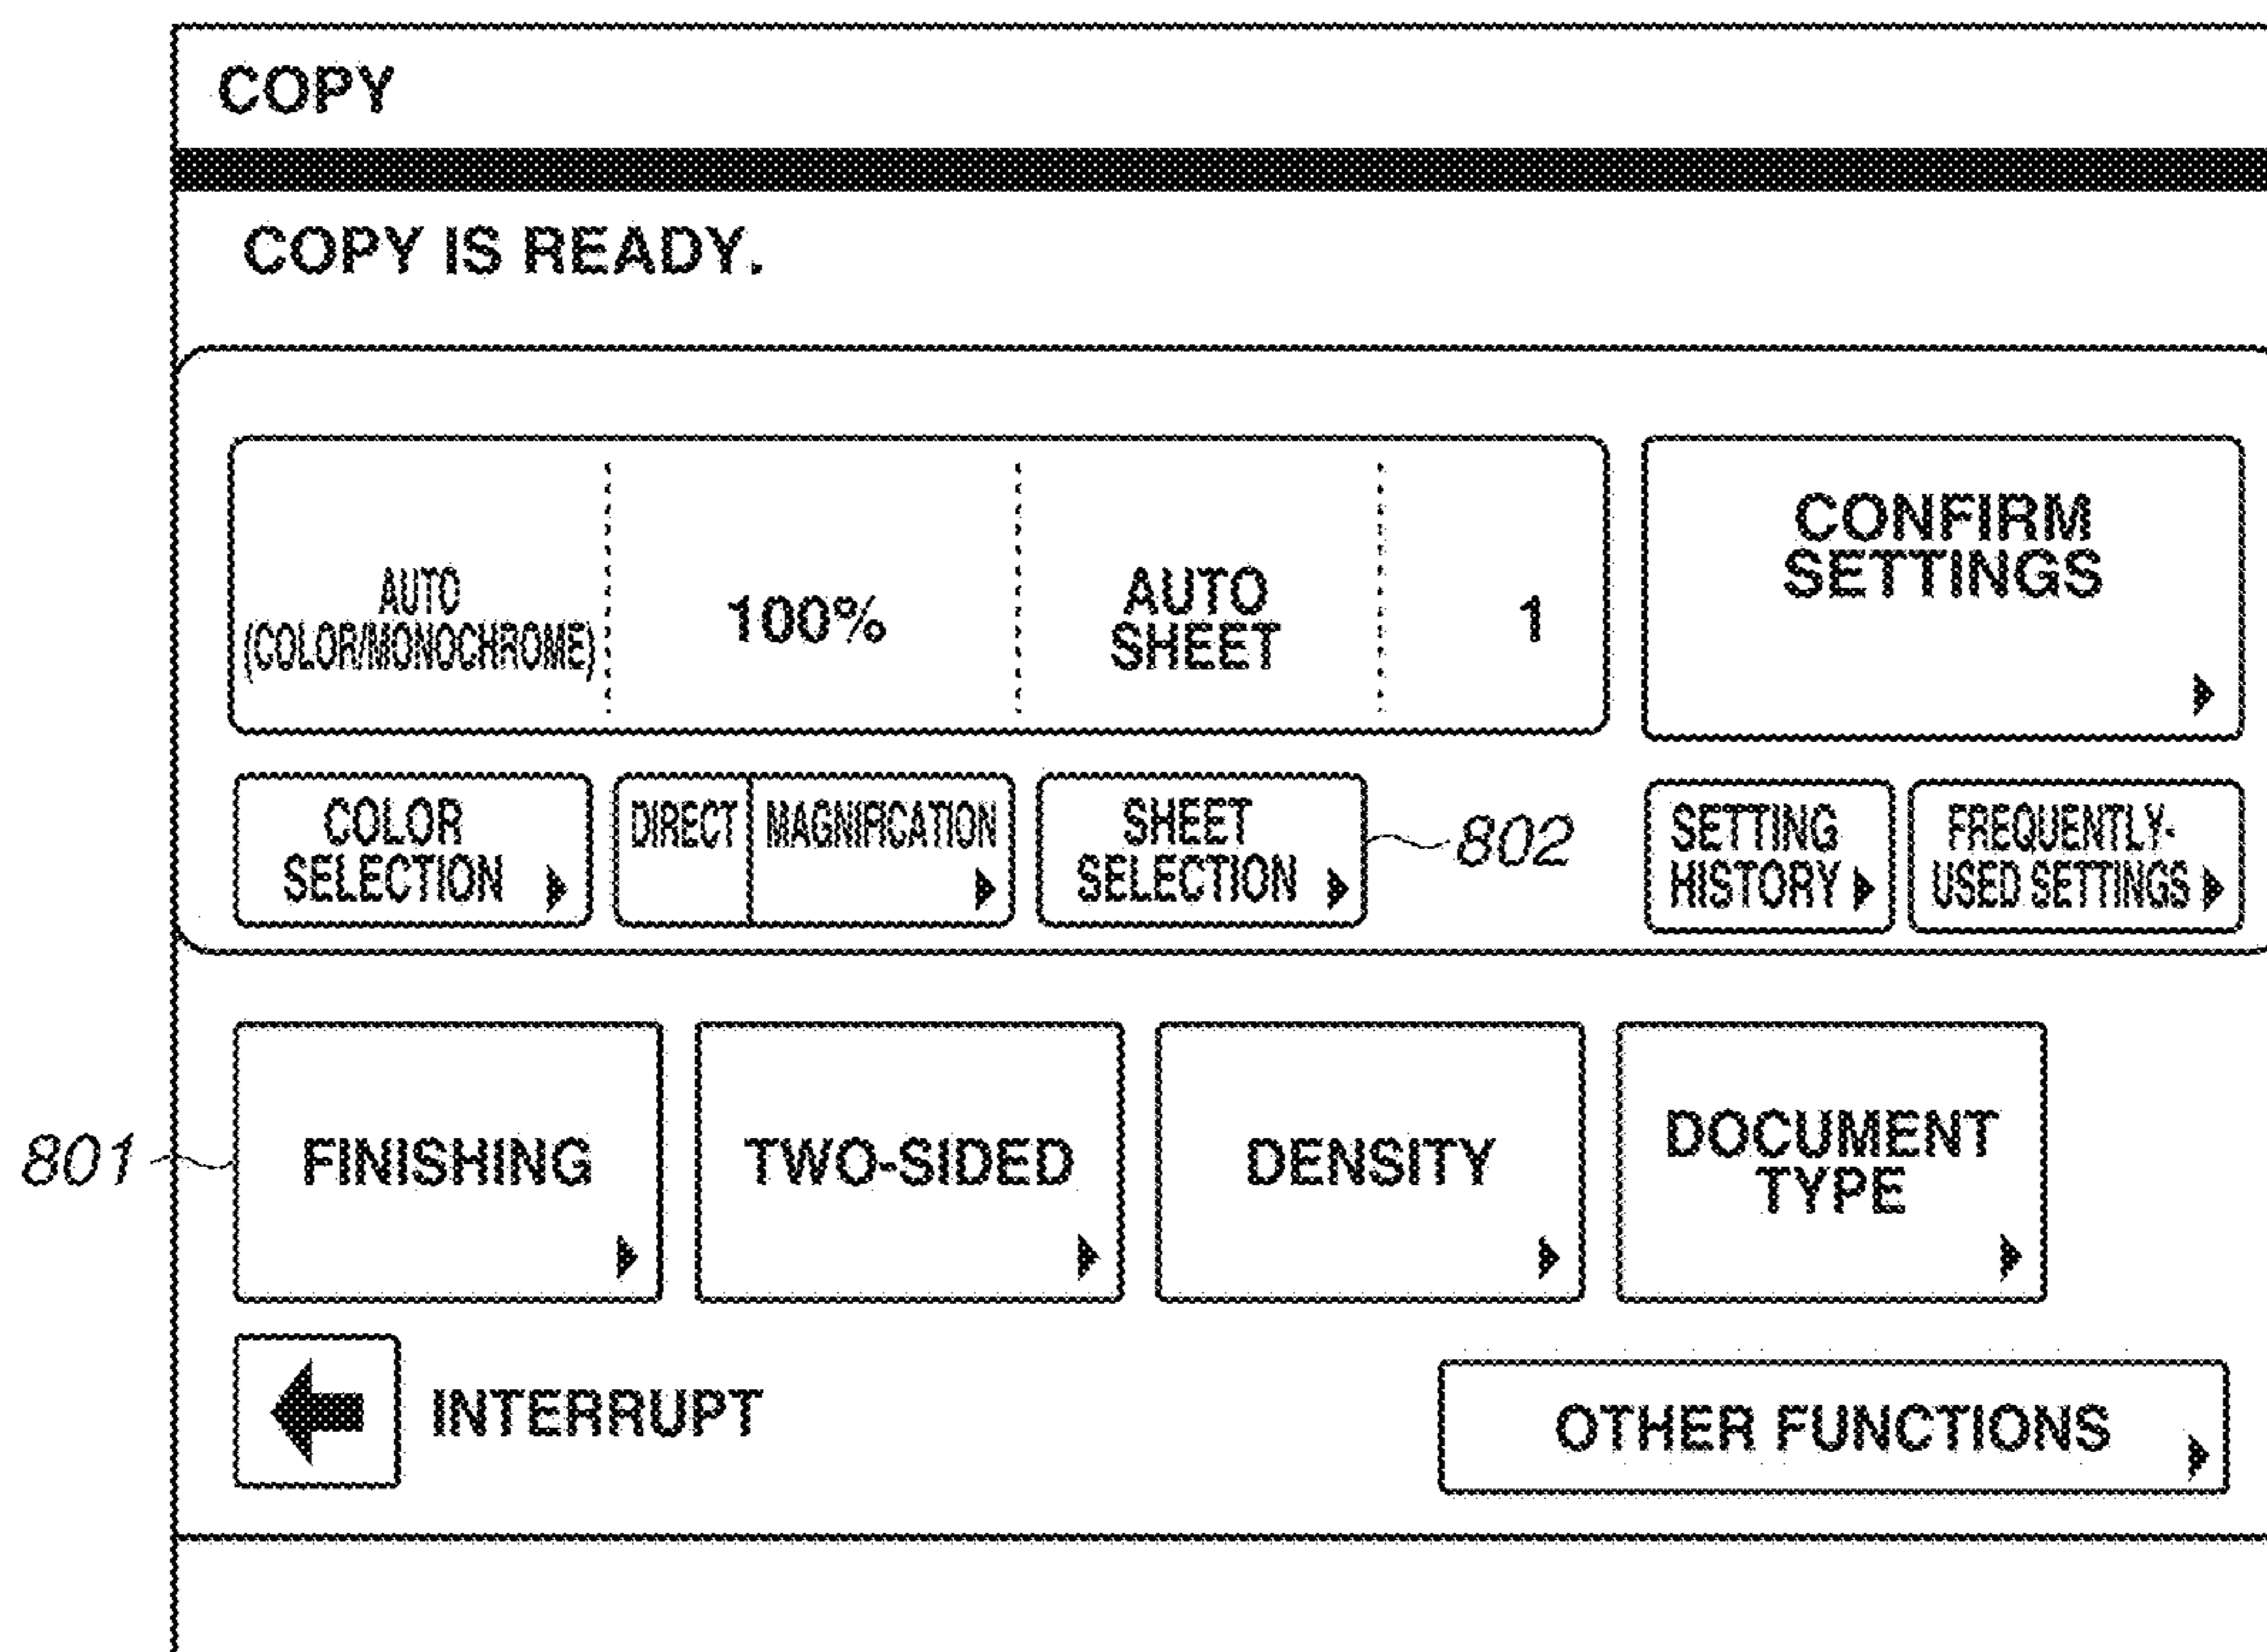 COPY
COPY IS READY.
AUTO
(COLOR/MONOCHROME)
100%
AUTO
SHEET
1
CONFIRM
SETTINGS
COLOR
SELECTION
DIRECT
MAGNIFICATION
SHEET
SELECTION
802
SETTING
HISTORY
FREQUENTLY-
USED SETTINGS
801
FINISHING
TWO-SIDED
DENSITY
DOCUMENT
TYPE
INTERRUPT
OTHER FUNCTIONS